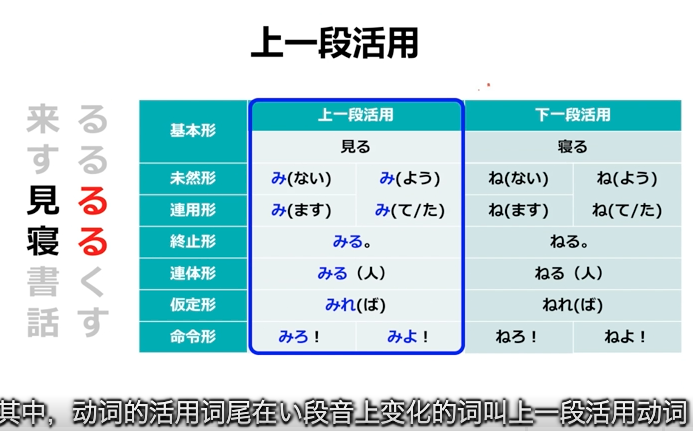 上一段活用
来る
する
見る
寝る
書く
話す
基本形 上一段活用 下一段活用
見る 寝る
未然形 み(ない) み(よう) ね(ない) ね(よう)
連用形 み(ます) み(て/た) ね(ます) ね(て/た)
終止形 みる。 ねる。
連体形 みる（人） ねる（人）
仮定形 みれ(ば) ねれ(ば)
命令形 みろ！ みよ！ ねろ！ ねよ！
其中，动词的活用词尾在い段音上变化的词叫上一段活用动词